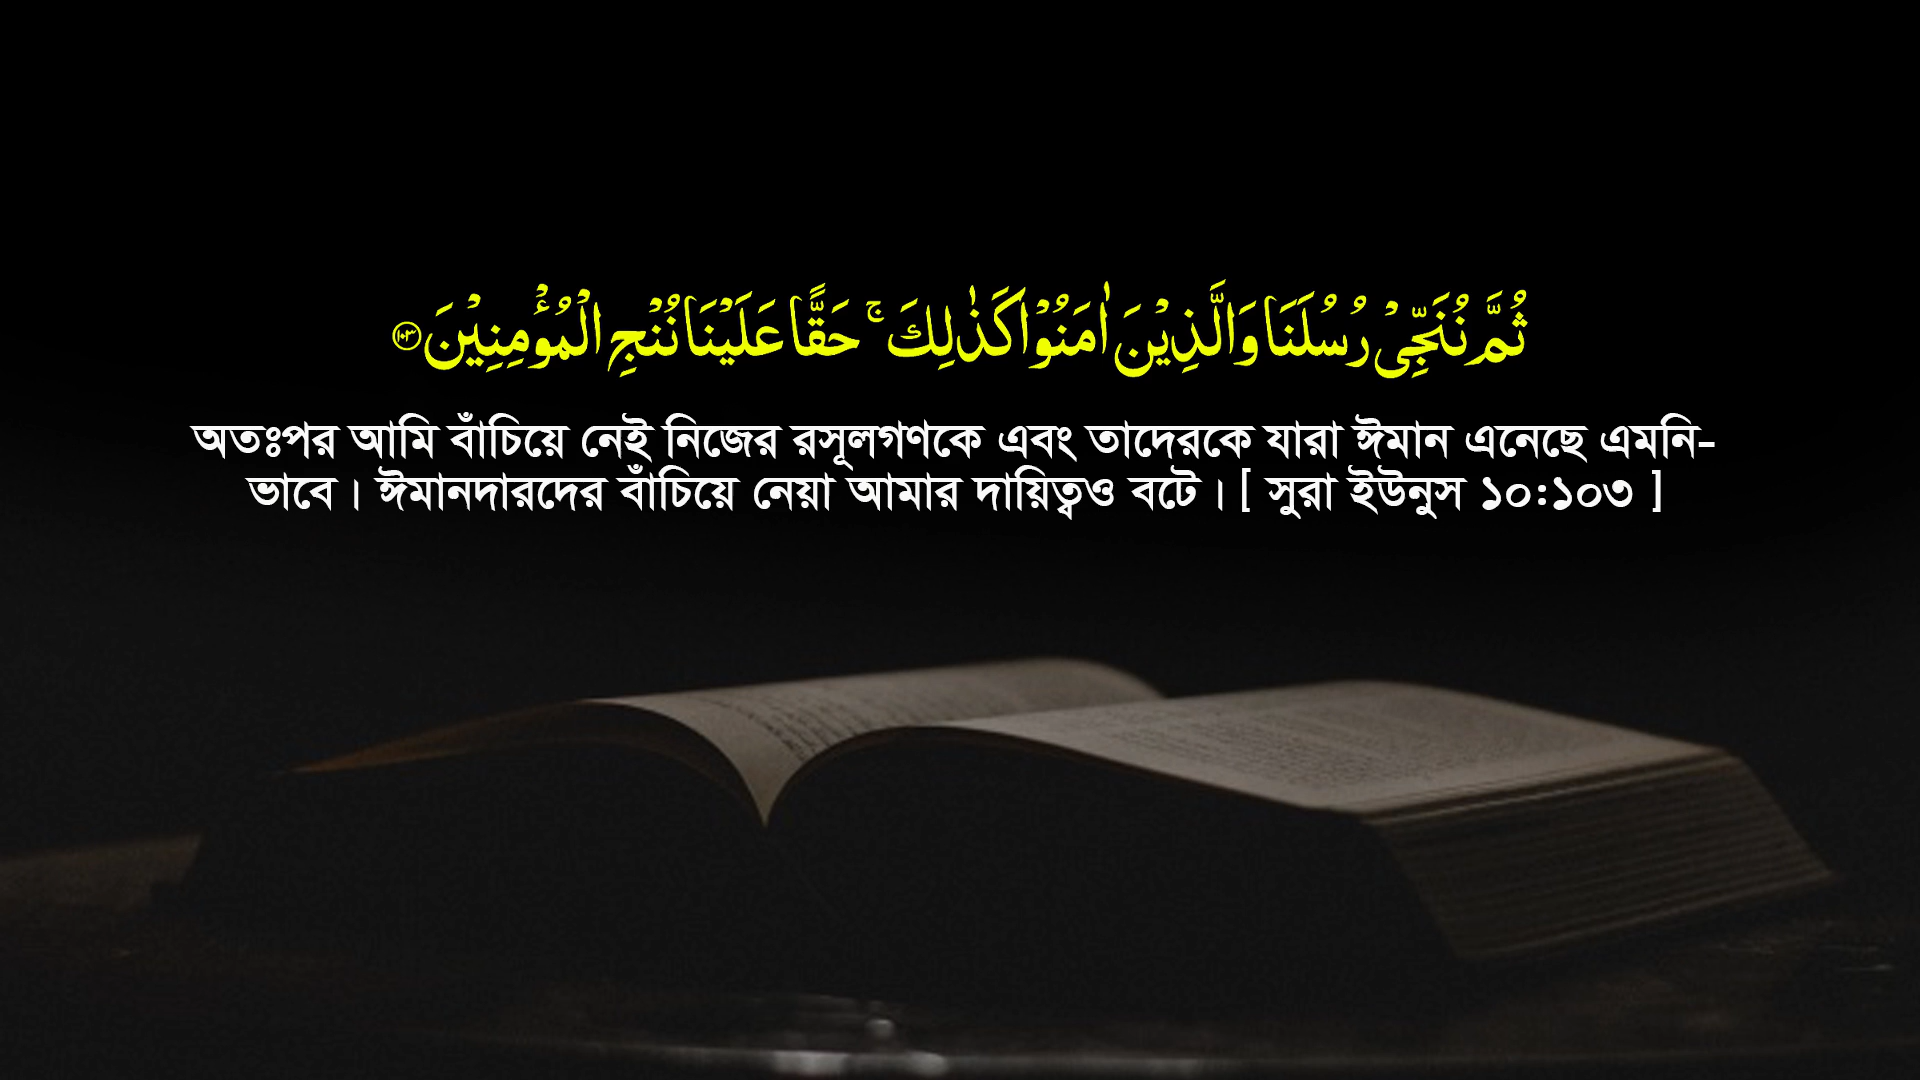 ثُمَّ نُنَجِّیْ رُسُلَنَا وَالَّذِیْنَ اٰمَنُوْا كَذٰلِكَ ۚ حَقًّا عَلَیْنَا نُنْجِ الْمُؤْمِنِیْنَ ۝۱۰۳
অতঃপর আমি বাঁচিয়ে নেই নিজের রসূলগণকে এবং তাদেরকে যারা ঈমান এনেছে এমনি-
ভাবে। ঈমানদারদের বাঁচিয়ে নেয়া আমার দায়িত্বও বটে। [ সুরা ইউনুস ১০:১০৩ ]